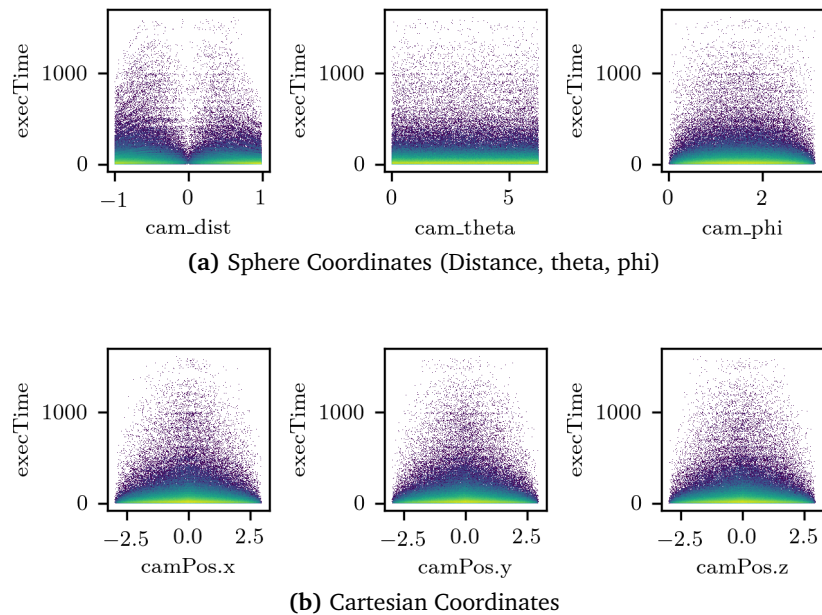 execTime
1000
0
−1
0
1
cam_dist
execTime
1000
0
0
5
cam_theta
execTime
1000
0
0
2
cam_phi
(a) Sphere Coordinates (Distance, theta, phi)
execTime
1000
0
−2.5
0.0
2.5
camPos.x
execTime
1000
0
−2.5
0.0
2.5
camPos.y
execTime
1000
0
−2.5
0.0
2.5
camPos.z
(b) Cartesian Coordinates